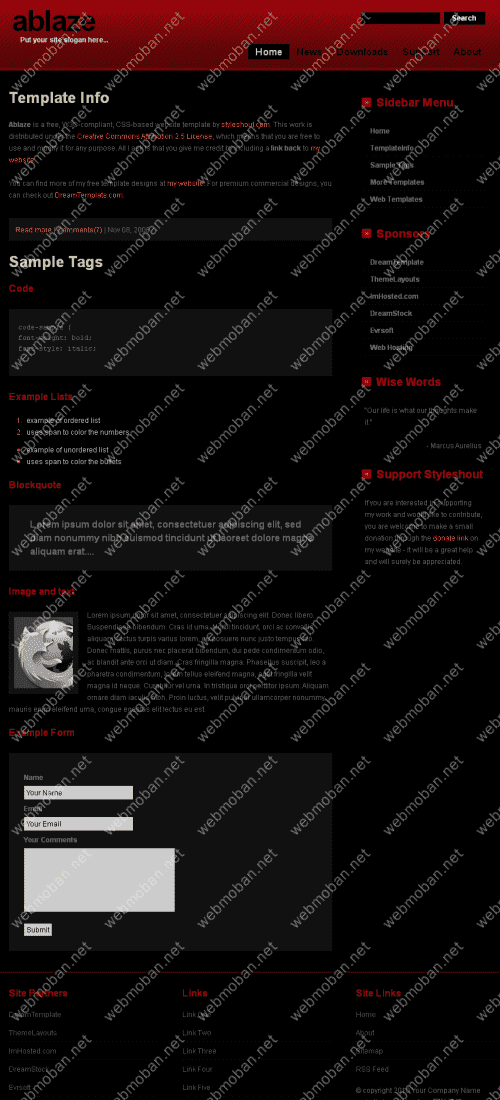 ablaze
Put your site slogan here...
Search
Home News Downloads Support About
Template Info
Ablaze is a free, W3C-compliant, CSS-based website template by styleshout.com. This work is
distributed under the Creative Commons Attribution 2.5 License, which means that you are free to
use and modify it for any purpose. All I ask is that you give me credit by including a link back to my
website.
You can find more of my free template designs at my website. For premium commercial designs, you
can check out DreamTemplate.com.
Read more | Comments(7) | Nov 08,
Sample Tags
Code
code-sample {
font-weight: bold;
font-style: italic;
Example Lists
1 example of ordered list
2 uses span to color the numbers
example of unordered list
uses span to color the bullets
Blockquote
Lorem ipsum dolor sit amet, consectetuer adipiscing elit, sed
diam nonummy nibh euismod tincidunt ut laoreet dolore magna
aliquam erat....
Image and text
Lorem ipsum dolor sit amet, consectetuer adipiscing elit. Donec libero.
Suspendisse bibendum. Cras id urna. Morbi tincidunt, orci ac convallis
aliquam, lectus turpis varius lorem, eu posuere nunc justo tempus leo.
Donec mattis, purus nec placerat bibendum, dui pede condimentum odio,
ac blandit ante orci ut diam. Cras fringilla magna. Phasellus suscipit, leo a
pharetra condimentum, lorem tellus eleifend magna, eget fringilla velit
magna id neque. Curabitur vel urna. In tristique orci porttitor ipsum. Aliquam
ornare diam iaculis nibh. Proin luctus, velit pulvinar ullamcorper nonummy,
mauris enim eleifend urna, congue egestas elit lectus eu est.
Example Form
Name
Your Name
Email
Your Email
Your Comments
Submit
Sidebar Menu
Home
TemplateInfo
Sample Tags
More Templates
Web Templates
Sponsors
DreamTemplate
ThemeLayouts
ImHosted.com
DreamStock
Evrsoft
Web Hosting
Wise Words
"Our life is what our thoughts make
it."
- Marcus Aurelius
Support Styleshout
If you are interested in supporting
my work and would like to contribute,
you are welcome to make a small
donation through the donate link on
my website - it will be a great help
and will surely be appreciated.
Site Partners
DreamTemplate
ThemeLayouts
ImHosted.com
DreamStock
Evrsoft
Links
Link One
Link Two
Link Three
Link Four
Link Five
Site Links
Home
About
Sitemap
RSS Feed
© copyright 2010 Your Company Name
webmoban.net